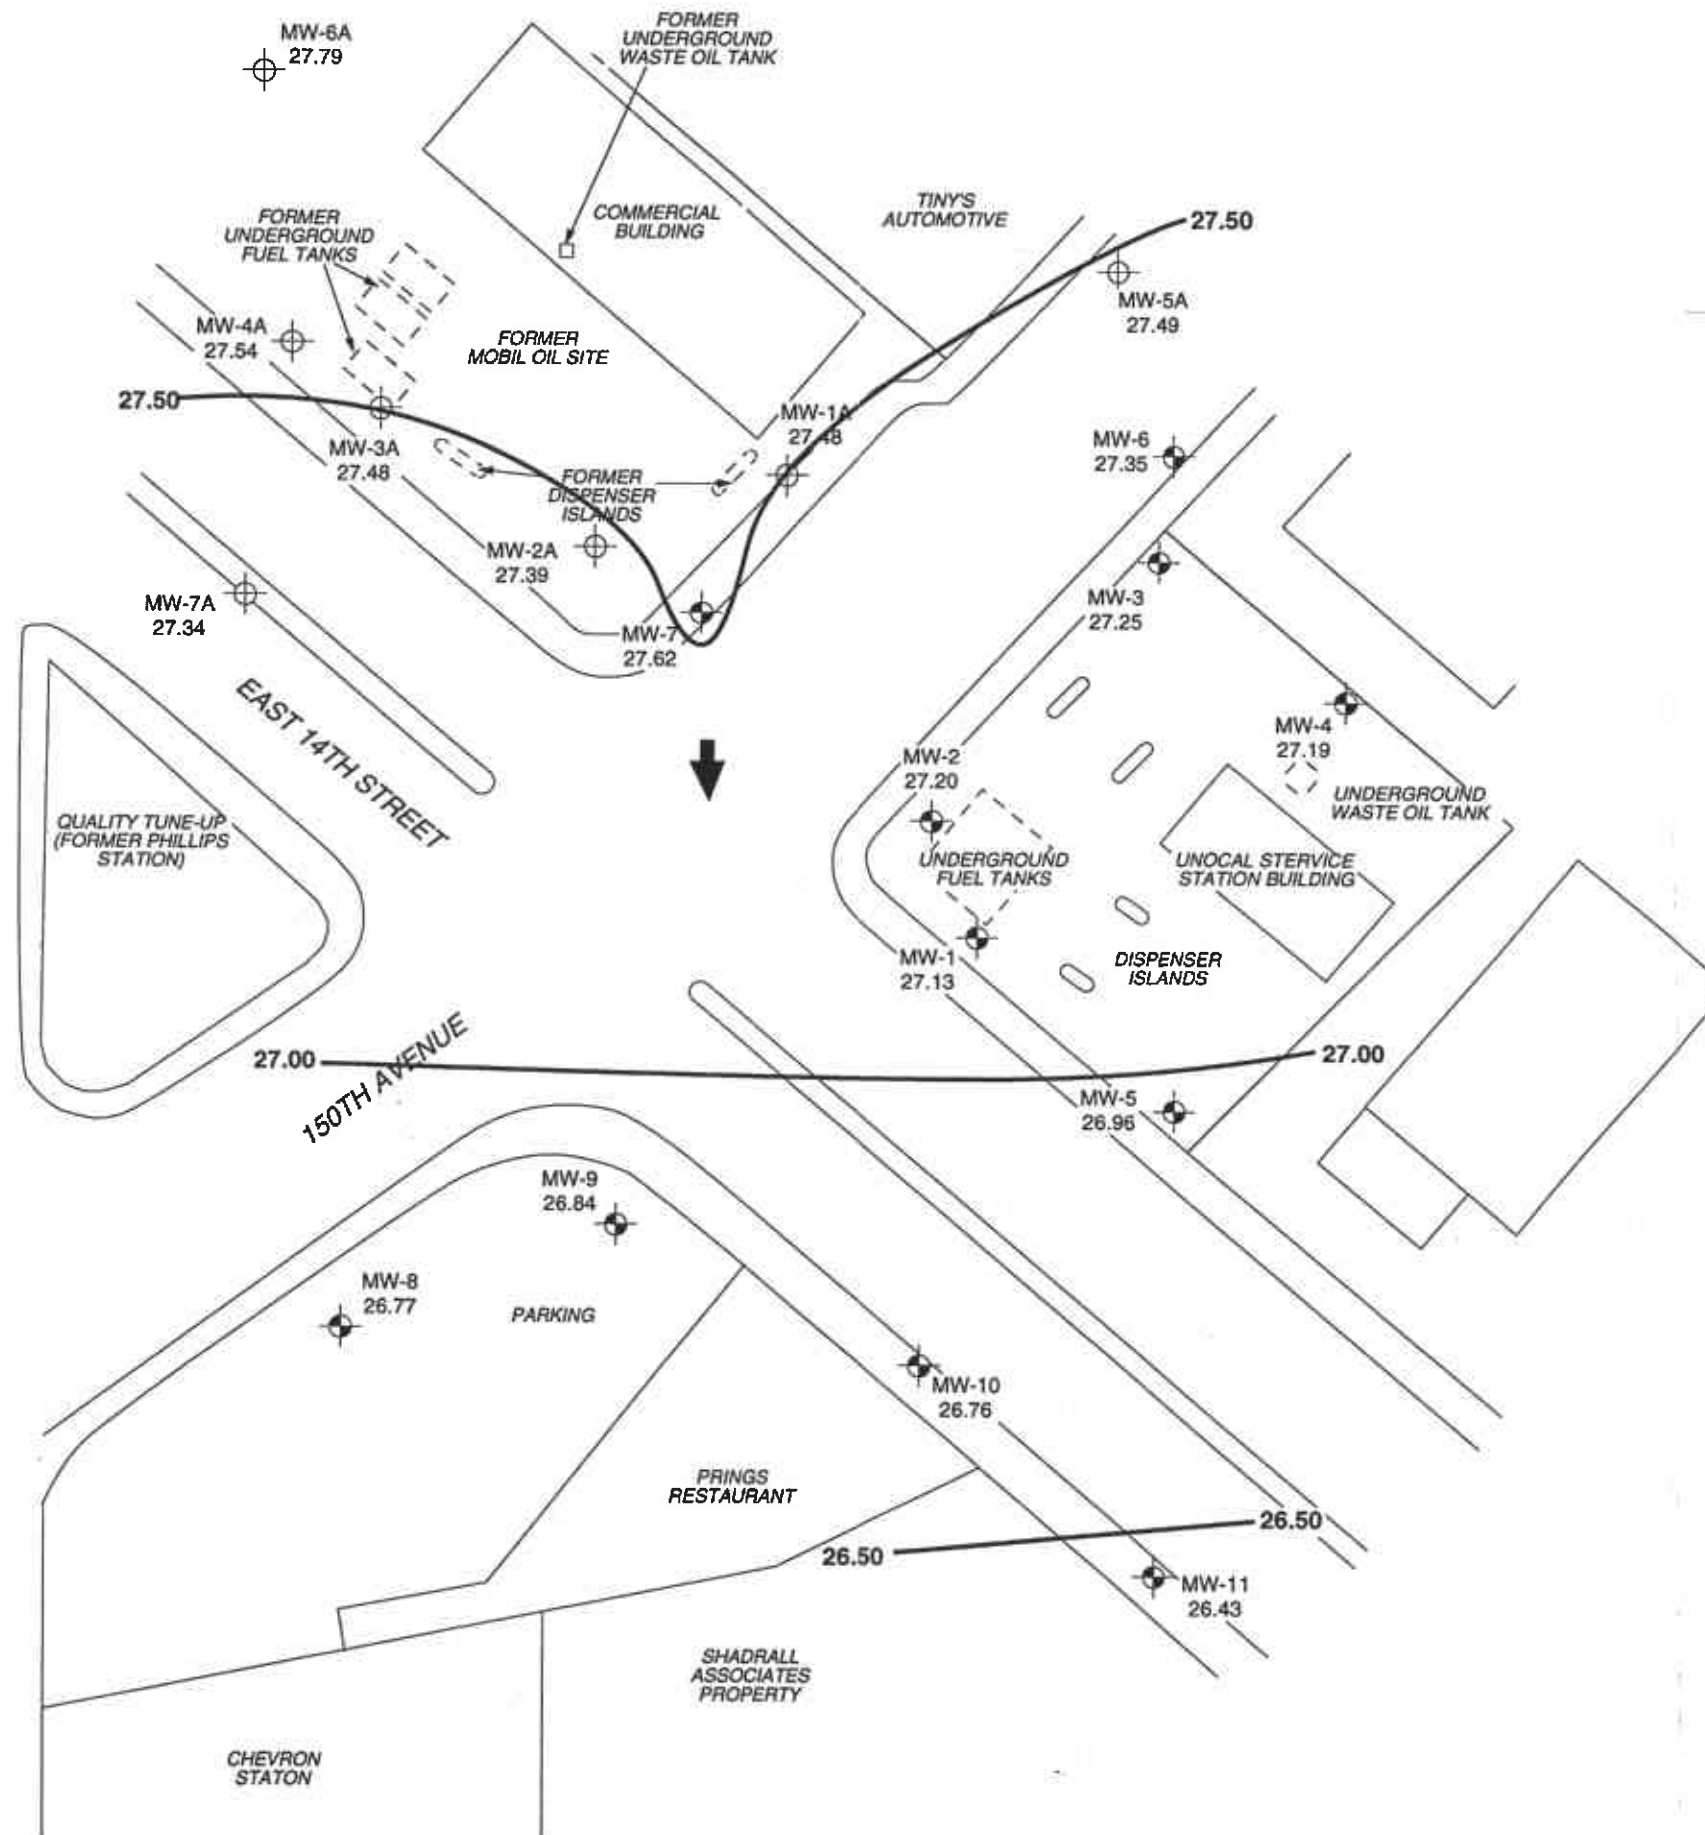 MW-6A
27.79
FORMER
UNDERGROUND
WASTE OIL TANK
COMMERCIAL
BUILDING
TINY'S
AUTOMOTIVE
27.50
FORMER
UNDERGROUND
FUEL TANKS
MW-5A
27.49
MW-4A
27.54
FORMER
MOBIL OIL SITE
27.50
MW-1A
27.48
MW-3A
27.48
MW-6
27.35
FORMER
DISPENSER
ISLANDS
MW-2A
27.39
MW-7A
27.34
MW-7
27.62
MW-3
27.25
EAST 14TH STREET
MW-4
27.19
MW-2
27.20
UNDERGROUND
WASTE OIL TANK
QUALITY TUNE-UP
(FORMER PHILLIPS
STATION)
UNDERGROUND
FUEL TANKS
UNOCAL STERVICE
STATION BUILDING
MW-1
27.13
DISPENSER
ISLANDS
150TH AVENUE
27.00
27.00
MW-5
26.96
MW-9
26.84
MW-8
26.77
PARKING
MW-10
26.76
PRINGS
RESTAURANT
26.50
26.50
MW-11
26.43
SHADRALL
ASSOCIATES
PROPERTY
CHEVRON
STATON